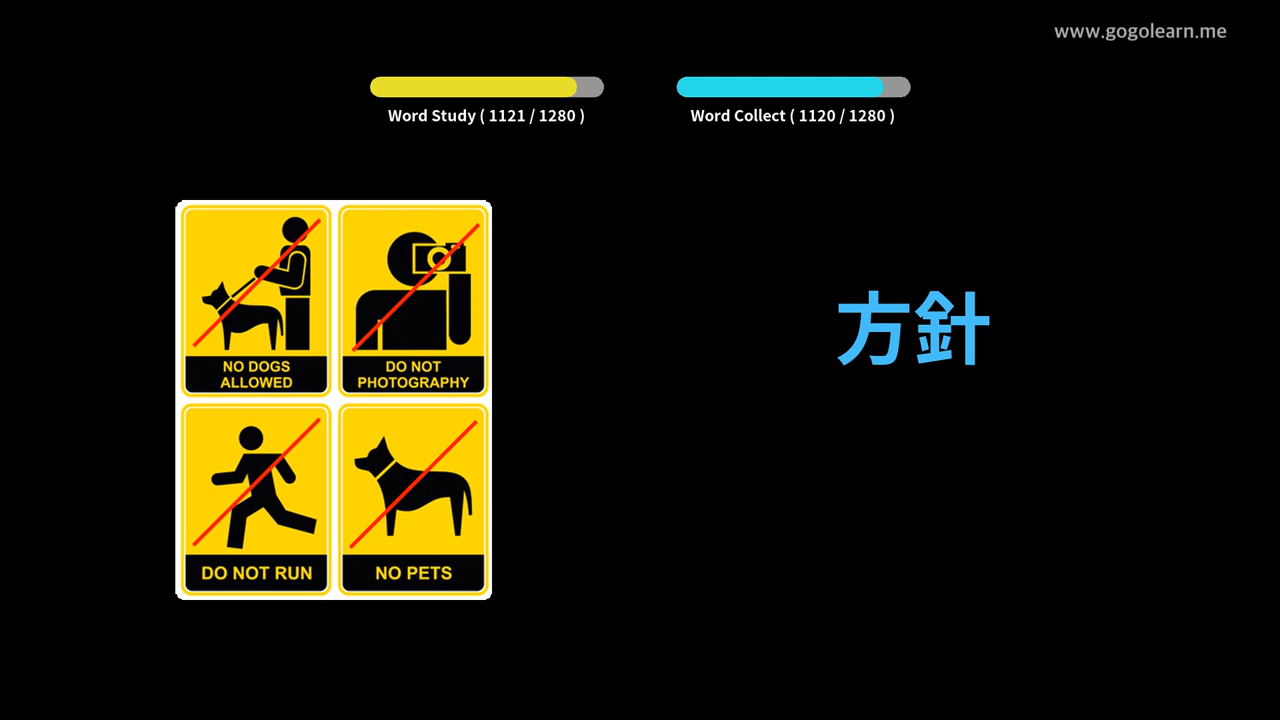 www.gogolearn.me
Word Study ( 1121 / 1280 )
Word Collect ( 1120 / 1280 )
NO DOGS
ALLOWED
DO NOT
PHOTOGRAPHY
方針
DO NOT RUN
NO PETS